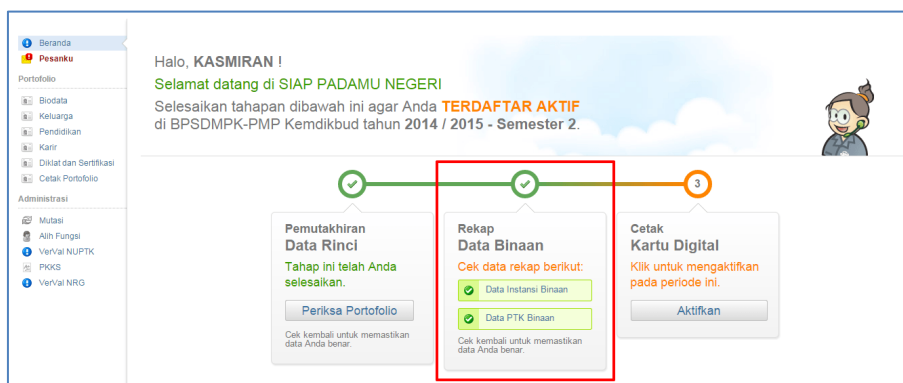 Beranda
Pesanku
Portofolio
Biodata
Keluarga
Pendidikan
Karir
Diklat dan Sertifikasi
Cetak Portofolio
Administrasi
Mutasi
Alih Fungsi
VerVal NUPTK
PKKS
VerVal NRG
Halo, KASMIRAN !
Selamat datang di SIAP PADAMU NEGERI
Selesaikan tahapan dibawah ini agar Anda TERDAFTAR AKTIF
di BPSDMPK-PMP Kemdikbud tahun 2014 / 2015 - Semester 2.
Pemutakhiran
Data Rinci
Tahap ini telah Anda
selesaikan.
Periksa Portofolio
Cek kembali untuk memastikan
data Anda benar.
Rekap
Data Binaan
Cek data rekap berikut:
Data Instansi Binaan
Data PTK Binaan
Cek kembali untuk memastikan
data Anda benar.
3
Cetak
Kartu Digital
Klik untuk mengaktifkan
pada periode ini.
Aktifkan